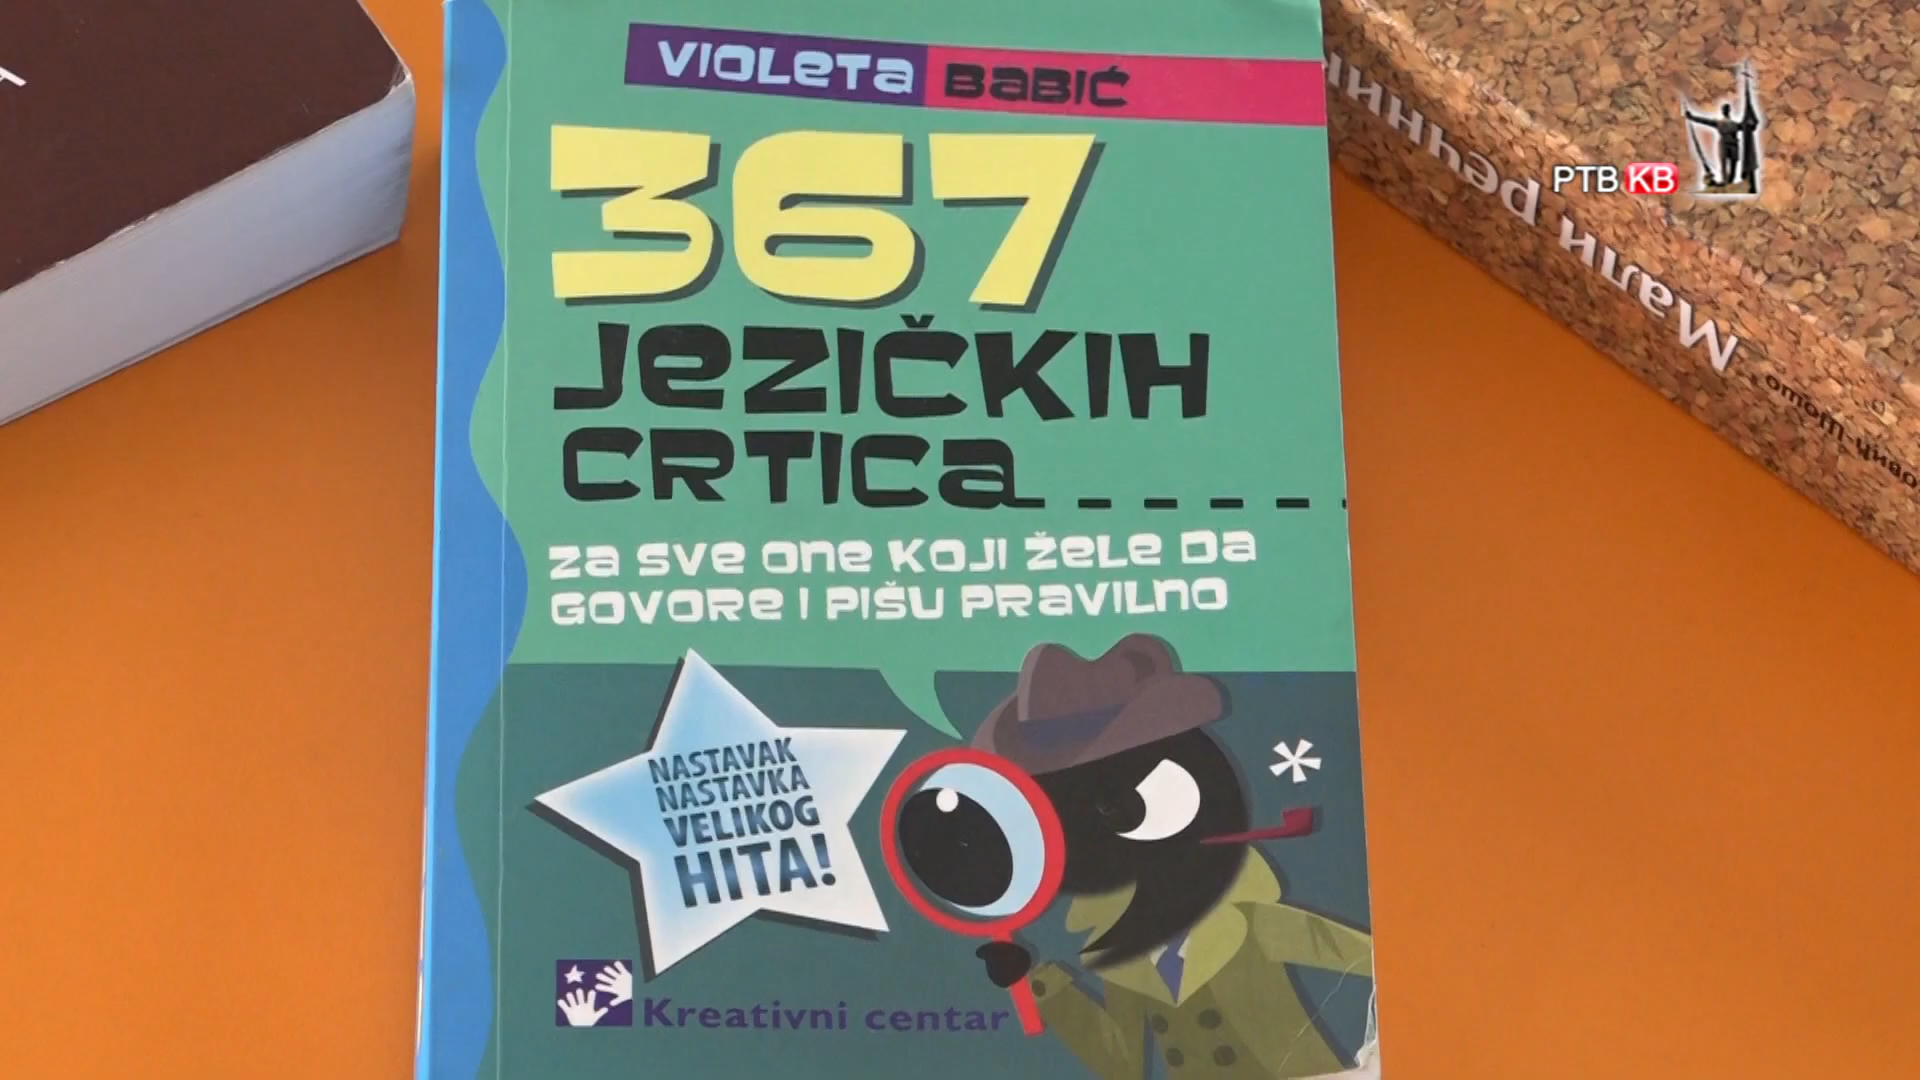 VIOLETA BABIĆ
367
JEZIČKIH
CRTICA
ZA SVE ONE KOJI ŽELE DA
GOVORE I PIŠU PRAVILNO
NASTAVAK
NASTAVKA
VELIKOG
HITA!
*
Kreativni centar
РТВ КВ
Мали речни